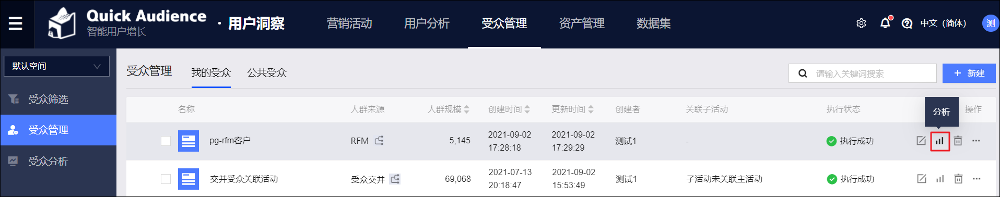 Quick Audience
智能用户增长
· 用户洞察
营销活动
用户分析
受众管理
资产管理
数据集
中文（简体）
测
默认空间
受众筛选
受众管理
受众分析
受众管理
我的受众
公共受众
请输入关键词搜索
+ 新建
名称
人群来源
人群规模
创建时间
更新时间
创建者
关联子活动
执行状态
分析
操作
pg-rfm客户
RFM
5,145
2021-09-02
17:28:18
2021-09-02
17:29:29
测试1
-
执行成功
交并受众关联活动
受众交并
69,068
2021-07-13
20:18:47
2021-09-02
15:53:49
测试1
子活动未关联主活动
执行成功